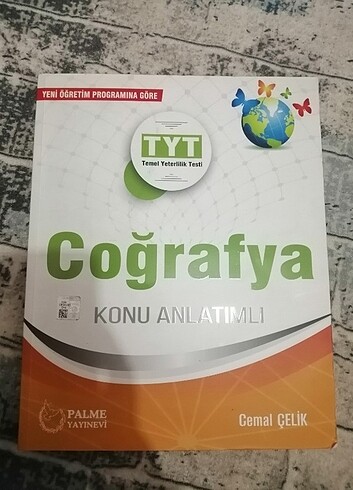 YENİ ÖĞRETİM PROGRAMINA GÖRE
TYT
Temel Yeterlilik Testi
Coğrafya
KONU ANLATIMLI
PALME
YAYINEVİ
Cemal ÇELİK